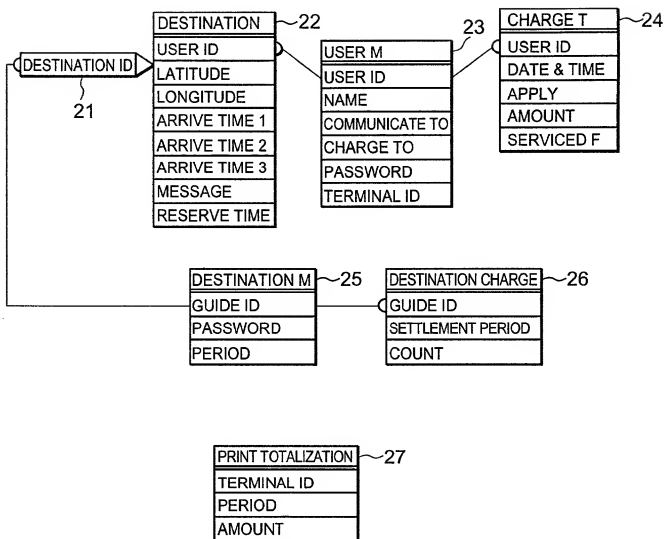 DESTINATION
22
USER ID
LATITUDE
LONGITUDE
ARRIVE TIME 1
ARRIVE TIME 2
ARRIVE TIME 3
MESSAGE
RESERVE TIME
DESTINATION ID
21
USER M
23
USER ID
NAME
COMMUNICATE TO
CHARGE TO
PASSWORD
TERMINAL ID
CHARGE T
24
USER ID
DATE & TIME
APPLY
AMOUNT
SERVICED F
DESTINATION M
25
GUIDE ID
PASSWORD
PERIOD
DESTINATION CHARGE
26
GUIDE ID
SETTLEMENT PERIOD
COUNT
PRINT TOTALIZATION
27
TERMINAL ID
PERIOD
AMOUNT